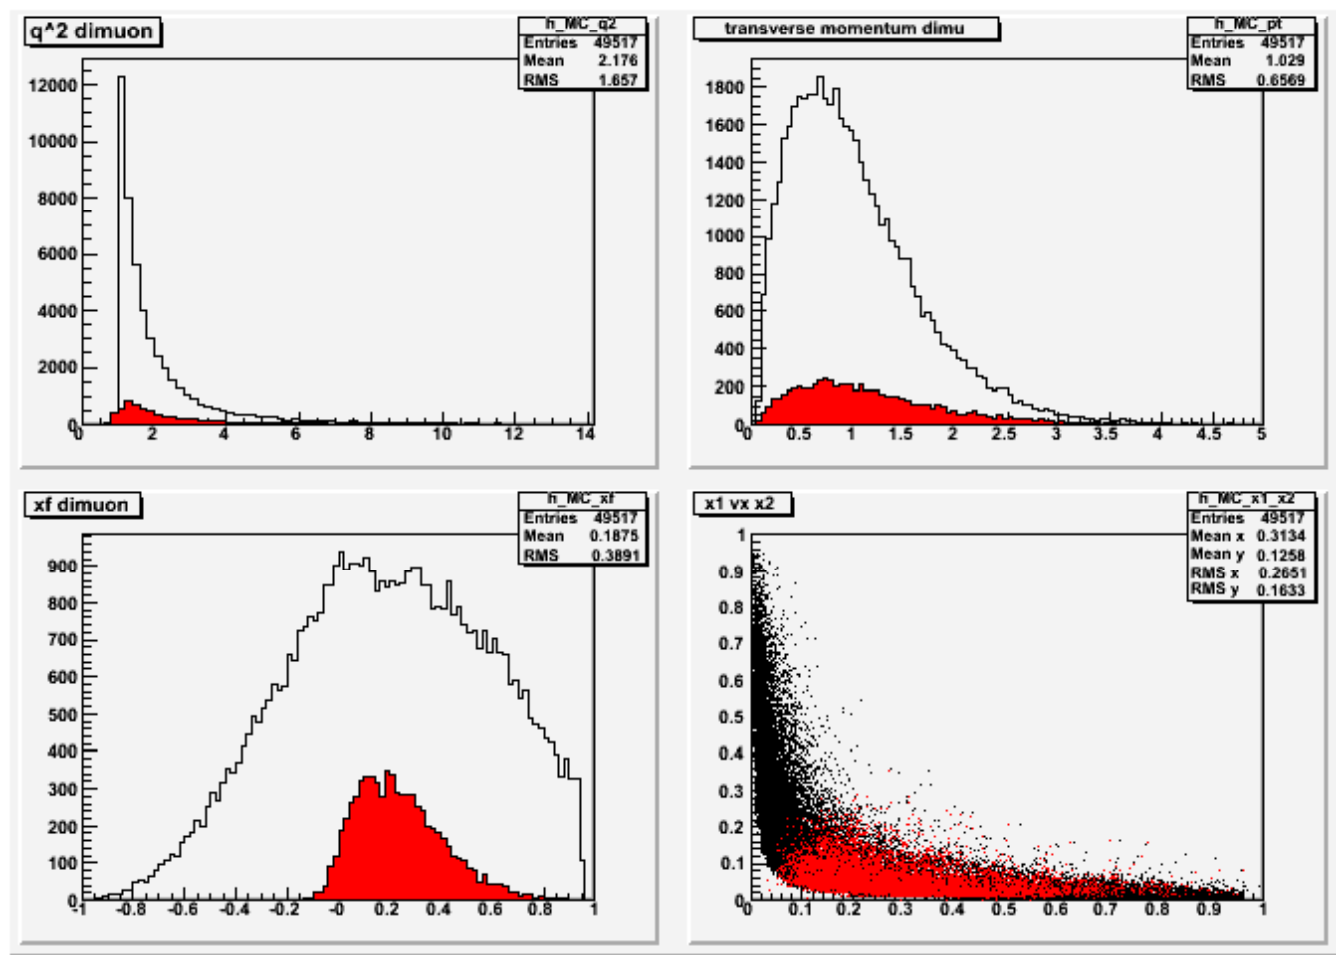 q^2 dimuon
h_MC_q2
Entries 49517
Mean 2.176
RMS 1.657
12000
10000
8000
6000
4000
2000
0
0 2 4 6 8 10 12 14
transverse momentum dimu
h_MC_pt
Entries 49517
Mean 1.029
RMS 0.6569
1800
1600
1400
1200
1000
800
600
400
200
0
0 0.5 1 1.5 2 2.5 3 3.5 4 4.5 5
xf dimuon
h_MC_xf
Entries 49517
Mean 0.1875
RMS 0.3891
900
800
700
600
500
400
300
200
100
0
-1 -0.8 -0.6 -0.4 -0.2 -0 0.2 0.4 0.6 0.8 1
x1 vx x2
h_MC_x1_x2
Entries 49517
Mean x 0.3134
Mean y 0.1258
RMS x 0.2651
RMS y 0.1633
1
0.9
0.8
0.7
0.6
0.5
0.4
0.3
0.2
0.1
0
0 0.1 0.2 0.3 0.4 0.5 0.6 0.7 0.8 0.9 1